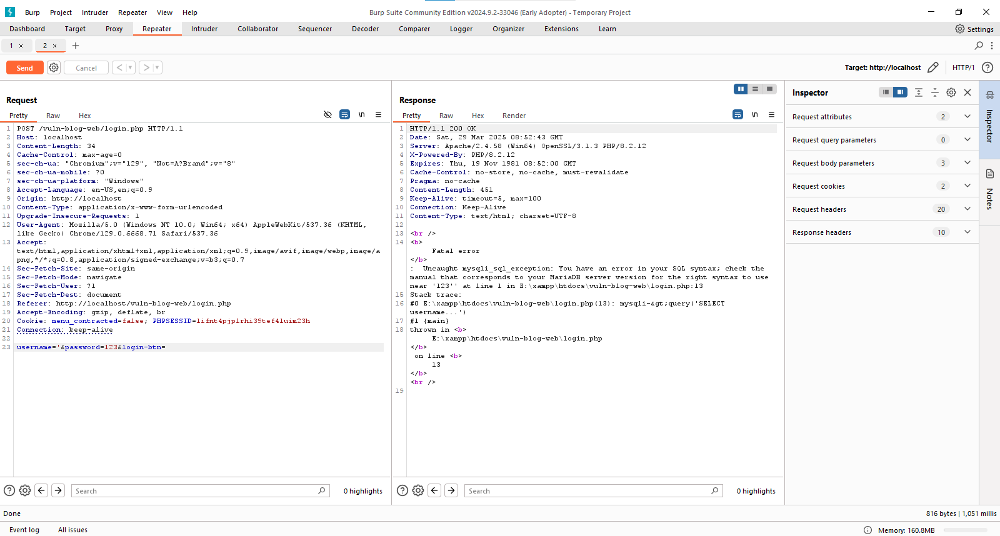 Burp Project Intruder Repeater View Help
Burp Suite Community Edition v2024.9.2-33046 (Early Adopter) - Temporary Project
Dashboard Target Proxy Repeater Intruder Collaborator Sequencer Decoder Comparer Logger Organizer Extensions Learn
Settings
1 × 2 × +
Send Cancel < >
Target: http://localhost HTTP/1 ?
Request
Pretty Raw Hex
\n
1 POST /vuln-blog-web/login.php HTTP/1.1
2 Host: localhost
3 Content-Length: 34
4 Cache-Control: max-age=0
5 sec-ch-ua: "Chromium";v="129", "Not=A?Brand";v="8"
6 sec-ch-ua-mobile: ?0
7 sec-ch-ua-platform: "Windows"
8 Accept-Language: en-US,en;q=0.9
9 Origin: http://localhost
10 Content-Type: application/x-www-form-urlencoded
11 Upgrade-Insecure-Requests: 1
12 User-Agent: Mozilla/5.0 (Windows NT 10.0; Win64; x64) AppleWebKit/537.36 (KHTML,
like Gecko) Chrome/129.0.6668.71 Safari/537.36
13 Accept:
text/html,application/xhtml+xml,application/xml;q=0.9,image/avif,image/webp,image/a
png,*/*;q=0.8,application/signed-exchange;v=b3;q=0.7
14 Sec-Fetch-Site: same-origin
15 Sec-Fetch-Mode: navigate
16 Sec-Fetch-User: ?1
17 Sec-Fetch-Dest: document
18 Referer: http://localhost/vuln-blog-web/login.php
19 Accept-Encoding: gzip, deflate, br
20 Cookie: menu_contracted=false; PHPSESSID=lifnt4pjplrhi39tef4luim23h
21 Connection: keep-alive
22
23 username='&password=123&login-btn=
Search
0 highlights
Response
Pretty Raw Hex Render
\n
1 HTTP/1.1 200 OK
2 Date: Sat, 29 Mar 2025 08:52:43 GMT
3 Server: Apache/2.4.58 (Win64) OpenSSL/3.1.3 PHP/8.2.12
4 X-Powered-By: PHP/8.2.12
5 Expires: Thu, 19 Nov 1981 08:52:00 GMT
6 Cache-Control: no-store, no-cache, must-revalidate
7 Pragma: no-cache
8 Content-Length: 451
9 Keep-Alive: timeout=5, max=100
10 Connection: Keep-Alive
11 Content-Type: text/html; charset=UTF-8
12
13 <br />
14 <b>
Fatal error
</b>
: Uncaught mysqli_sql_exception: You have an error in your SQL syntax; check the
manual that corresponds to your MariaDB server version for the right syntax to use
near '123'' at line 1 in E:\xampp\htdocs\vuln-blog-web\login.php:13
15 Stack trace:
16 #0 E:\xampp\htdocs\vuln-blog-web\login.php(13): mysqli-&gt;query('SELECT
username...')
17 #1 {main}
18 thrown in <b>
E:\xampp\htdocs\vuln-blog-web\login.php
</b>
on line <b>
13
</b>
<br />
19
Search
0 highlights
Inspector
Request attributes 2
Request query parameters 0
Request body parameters 3
Request cookies 2
Request headers 20
Response headers 10
Inspector
Notes
Done
816 bytes | 1,051 millis
Event log All issues
Memory: 160.8MB